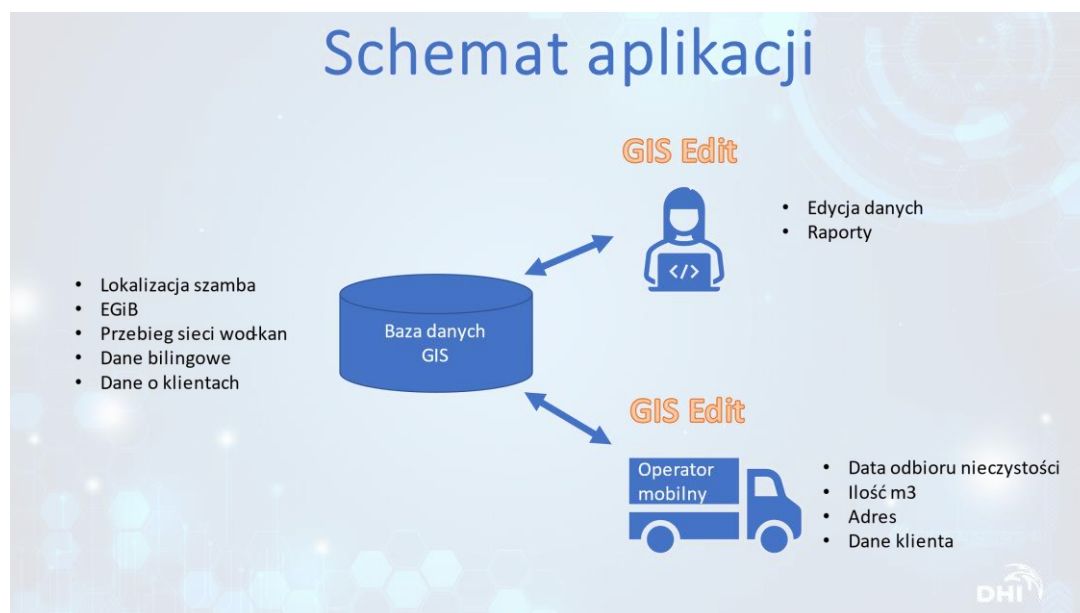 Schemat aplikacji
GIS Edit
</>
• Edycja danych
• Raporty
• Lokalizacja szamba
• EGiB
• Przebieg sieci wod-kan
• Dane bilingowe
• Dane o klientach
Baza danych
GIS
GIS Edit
Operator
mobilny
• Data odbioru nieczystości
• Ilość m3
• Adres
• Dane klienta
DHI